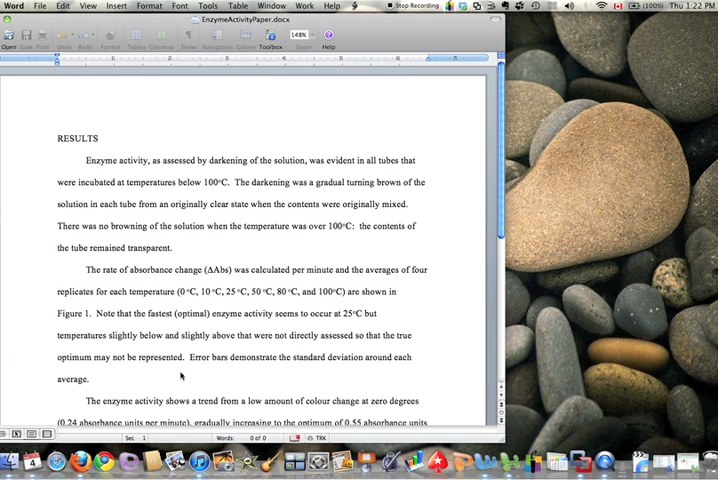 Word File Edit View Insert Format Font Tools Table Window Work Help Stop Recording (100%) Thu 1:22 PM
EnzymeActivityPaper.docx
148%
Open Save Print Undo Redo Format Tables Columns Show Navigation Gallery Toolbox Zoom Help
RESULTS
Enzyme activity, as assessed by darkening of the solution, was evident in all tubes that
were incubated at temperatures below 100°C. The darkening was a gradual turning brown of the
solution in each tube from an originally clear state when the contents were originally mixed.
There was no browning of the solution when the temperature was over 100°C: the contents of
the tube remained transparent.
The rate of absorbance change (ΔAbs) was calculated per minute and the averages of four
replicates for each temperature (0 °C, 10 °C, 25 °C, 50 °C, 80 °C, and 100°C) are shown in
Figure 1. Note that the fastest (optimal) enzyme activity seems to occur at 25°C but
temperatures slightly below and slightly above that were not directly assessed so that the true
optimum may not be represented. Error bars demonstrate the standard deviation around each
average.
The enzyme activity shows a trend from a low amount of colour change at zero degrees
(0.24 absorbance units per minute), gradually increasing to the optimum of 0.55 absorbance units
Sec 1 Words: 0 of 0 TRK